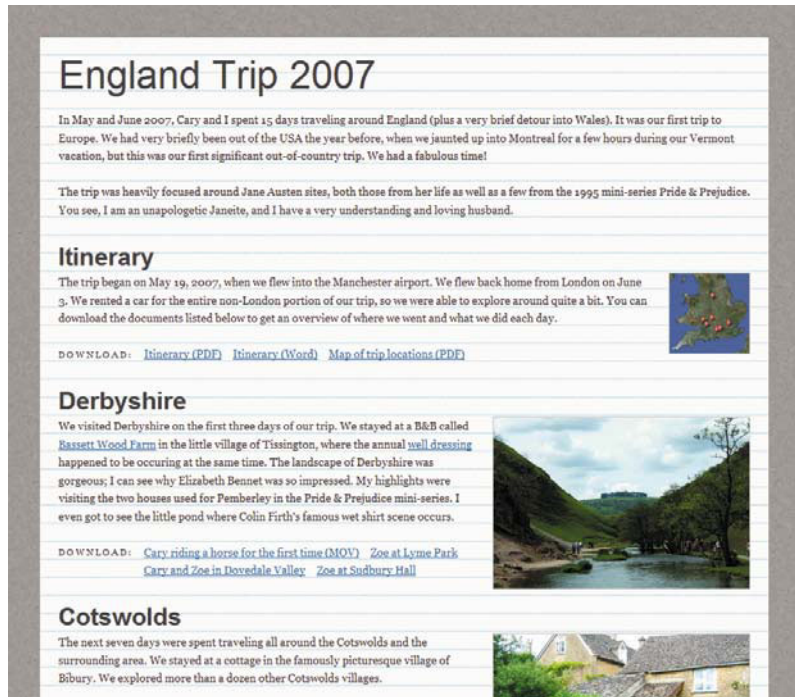 England Trip 2007
In May and June 2007, Cary and I spent 15 days traveling around England (plus a very brief detour into Wales). It was our first trip to
Europe. We had very briefly been out of the USA the year before, when we jaunted up into Montreal for a few hours during our Vermont
vacation, but this was our first significant out-of-country trip. We had a fabulous time!
The trip was heavily focused around Jane Austen sites, both those from her life as well as a few from the 1995 mini-series Pride & Prejudice.
You see, I am an unapologetic Janeite, and I have a very understanding and loving husband.
Itinerary
The trip began on May 19, 2007, when we flew into the Manchester airport. We flew back home from London on June
3. We rented a car for the entire non-London portion of our trip, so we were able to explore around quite a bit. You can
download the documents listed below to get an overview of where we went and what we did each day.
DOWNLOAD: Itinerary (PDF) Itinerary (Word) Map of trip locations (PDF)
Derbyshire
We visited Derbyshire on the first three days of our trip. We stayed at a B&B called
Bassett Wood Farm in the little village of Tissington, where the annual well dressing
happened to be occuring at the same time. The landscape of Derbyshire was
gorgeous; I can see why Elizabeth Bennet was so impressed. My highlights were
visiting the two houses used for Pemberley in the Pride & Prejudice mini-series. I
even got to see the little pond where Colin Firth's famous wet shirt scene occurs.
DOWNLOAD: Cary riding a horse for the first time (MOV) Zoe at Lyme Park
Cary and Zoe in Dovedale Valley Zoe at Sudbury Hall
Cotswolds
The next seven days were spent traveling all around the Cotswolds and the
surrounding area. We stayed at a cottage in the famously picturesque village of
Bibury. We explored more than a dozen other Cotswolds villages.